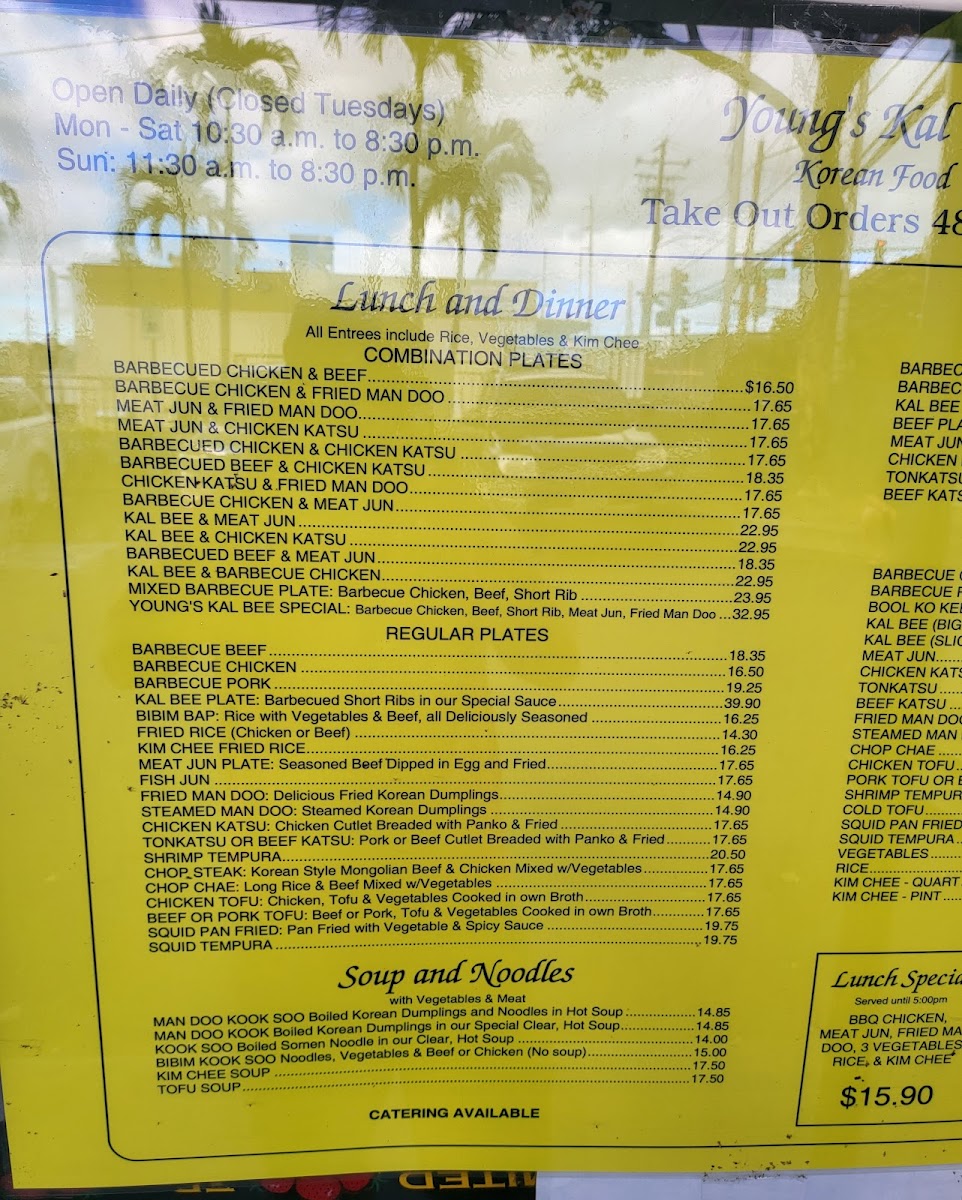 Open Daily (Closed Tuesdays)
Mon - Sat 10:30 a.m. to 8:30 p.m.
Sun: 11:30 a.m. to 8:30 p.m.
Young's Kal
Korean Food
Take Out Orders 48
Lunch and Dinner
All Entrees include Rice, Vegetables & Kim Chee
COMBINATION PLATES
BARBECUED CHICKEN & BEEF $16.50
BARBECUE CHICKEN & FRIED MAN DOO 17.65
MEAT JUN & FRIED MAN DOO 17.65
MEAT JUN & CHICKEN KATSU 17.65
BARBECUED CHICKEN & CHICKEN KATSU 17.65
BARBECUED BEEF & CHICKEN KATSU 18.35
CHICKEN KATSU & FRIED MAN DOO 17.65
BARBECUE CHICKEN & MEAT JUN 17.65
KAL BEE & MEAT JUN 22.95
KAL BEE & CHICKEN KATSU 22.95
BARBECUED BEEF & MEAT JUN 18.35
KAL BEE & BARBECUE CHICKEN 22.95
MIXED BARBECUE PLATE: Barbecue Chicken, Beef, Short Rib 23.95
YOUNG'S KAL BEE SPECIAL: Barbecue Chicken, Beef, Short Rib, Meat Jun, Fried Man Doo 32.95
REGULAR PLATES
BARBECUE BEEF 18.35
BARBECUE CHICKEN 16.50
BARBECUE PORK 19.25
KAL BEE PLATE: Barbecued Short Ribs in our Special Sauce 39.90
BIBIM BAP: Rice with Vegetables & Beef, all Deliciously Seasoned 16.25
FRIED RICE (Chicken or Beef) 14.30
KIM CHEE FRIED RICE 16.25
MEAT JUN PLATE: Seasoned Beef Dipped in Egg and Fried 17.65
FISH JUN 17.65
FRIED MAN DOO: Delicious Fried Korean Dumplings 14.90
STEAMED MAN DOO: Steamed Korean Dumplings 14.90
CHICKEN KATSU: Chicken Cutlet Breaded with Panko & Fried 17.65
TONKATSU OR BEEF KATSU: Pork or Beef Cutlet Breaded with Panko & Fried 17.65
SHRIMP TEMPURA 20.50
CHOP STEAK: Korean Style Mongolian Beef & Chicken Mixed w/Vegetables 17.65
CHOP CHAE: Long Rice & Beef Mixed w/Vegetables 17.65
CHICKEN TOFU: Chicken, Tofu & Vegetables Cooked in own Broth 17.65
BEEF OR PORK TOFU: Beef or Pork, Tofu & Vegetables Cooked in own Broth 17.65
SQUID PAN FRIED: Pan Fried with Vegetable & Spicy Sauce 19.75
SQUID TEMPURA 19.75
Soup and Noodles
with Vegetables & Meat
MAN DOO KOOK SOO Boiled Korean Dumplings and Noodles in Hot Soup 14.85
MAN DOO KOOK Boiled Korean Dumplings in our Special Clear, Hot Soup 14.85
KOOK SOO Boiled Somen Noodle in our Clear, Hot Soup 14.00
BIBIM KOOK SOO Noodles, Vegetables & Beef or Chicken (No soup) 15.00
KIM CHEE SOUP 17.50
TOFU SOUP 17.50
CATERING AVAILABLE
BARBEC
BARBEC
KAL BEE
BEEF PLA
MEAT JUN
CHICKEN
TONKATSU
BEEF KATS
BARBECUE
BARBECUE
BOOL KO KE
KAL BEE (BIG
KAL BEE (SLIC
MEAT JUN
CHICKEN KATS
TONKATSU
BEEF KATSU
FRIED MAN DOO
STEAMED MAN
CHOP CHAE
CHICKEN TOFU
PORK TOFU OR
SHRIMP TEMPUR
COLD TOFU
SQUID PAN FRIED
SQUID TEMPURA
VEGETABLES
RICE
KIM CHEE - QUART
KIM CHEE - PINT
Lunch Specia
Served until 5:00pm
BBQ CHICKEN,
MEAT JUN, FRIED MA
DOO, 3 VEGETABLES
RICE, & KIM CHEE
$15.90